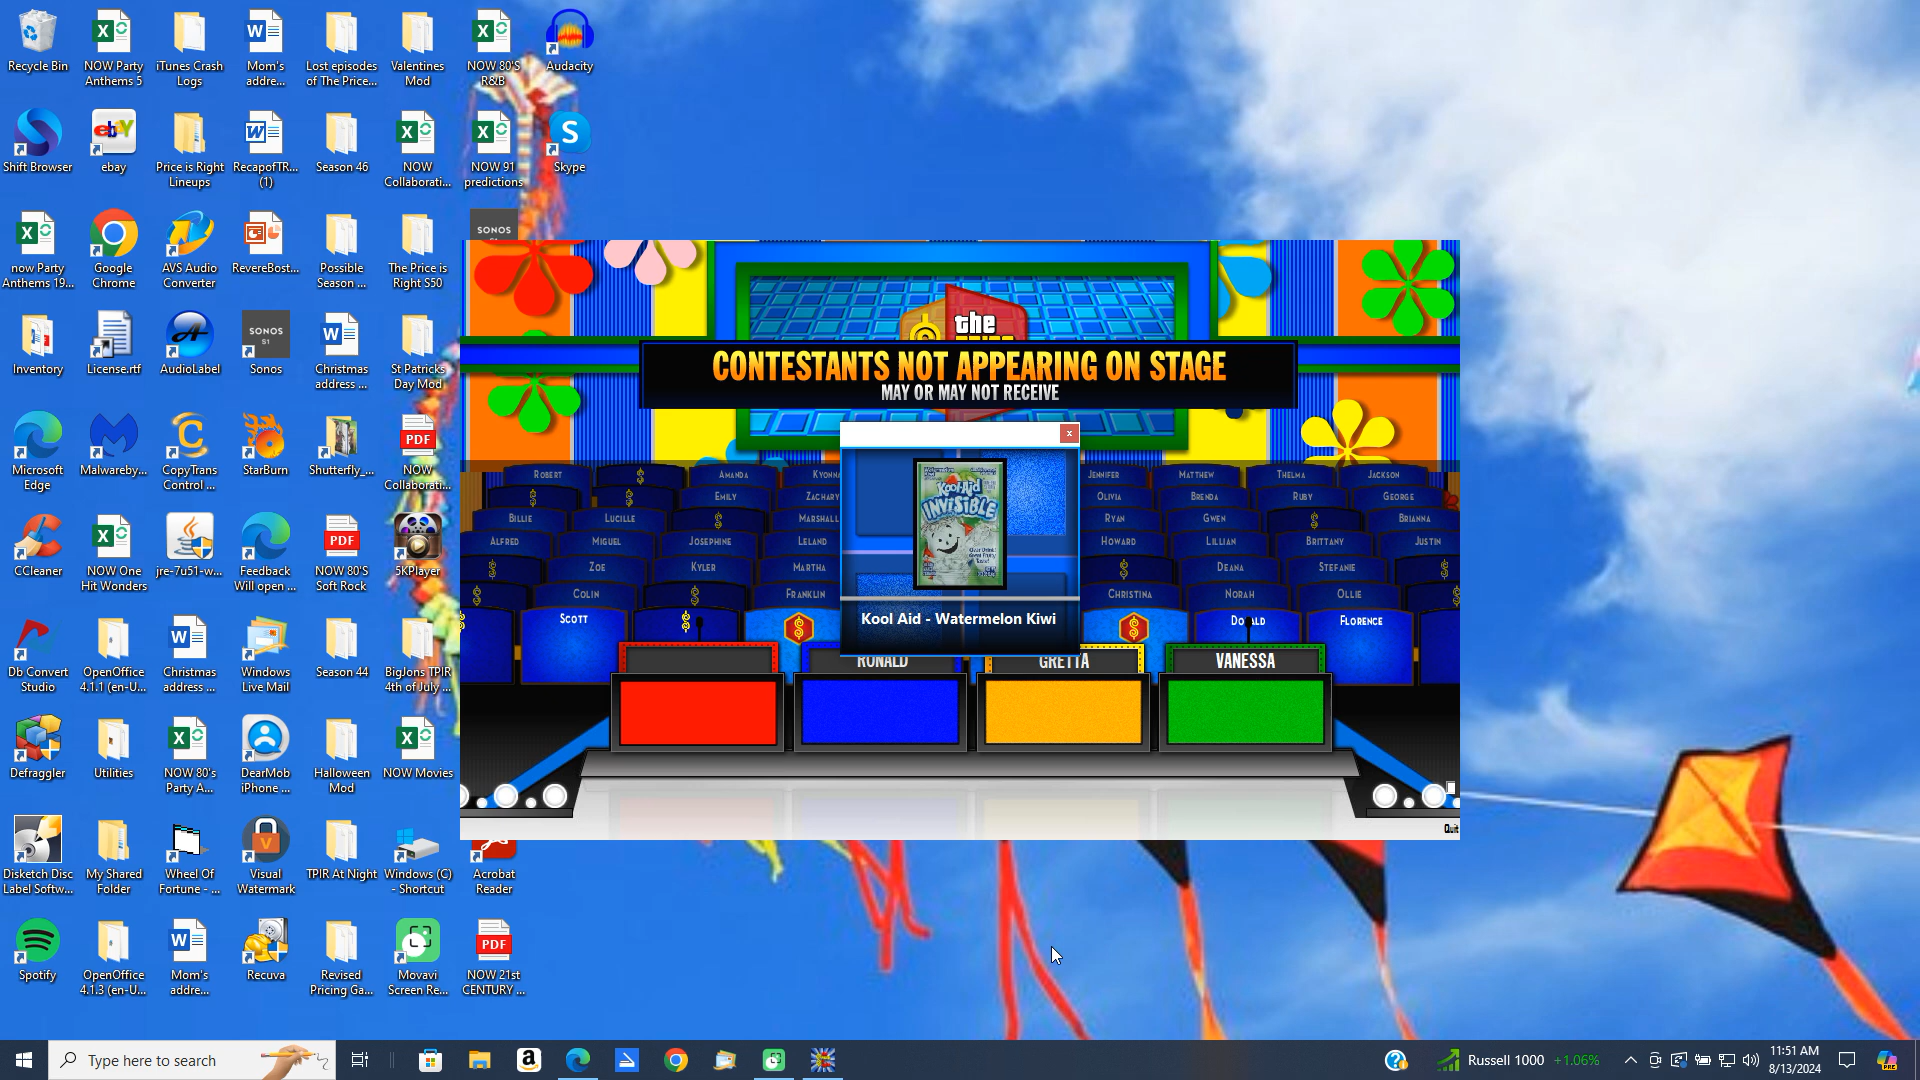 Recycle Bin
NOW Party
Anthems 5
iTunes Crash
Logs
Mom's
addre...
Lost episodes
of The Price...
Valentines
Mod
NOW 80'S
R&B
Audacity
Shift Browser
ebay
ebay
Price is Right
Lineups
RecapofTR...
(1)
Season 46
NOW
Collaborati...
NOW 91
predictions
Skype
now Party
Anthems 19...
Google
Chrome
AVS Audio
Converter
RevereBost...
Possible
Season ...
The Price is
Right S50
SONOS
S1
Inventory
License.rtf
AudioLabel
SONOS
S1
Sonos
Christmas
address ...
St Patricks
Day Mod
Microsoft
Edge
Malwareby...
CopyTrans
Control ...
StarBurn
Shutterfly_...
PDF
NOW
Collaborati...
CCleaner
NOW One
Hit Wonders
jre-7u51-w...
Feedback
Will open ...
PDF
NOW 80'S
Soft Rock
5KPlayer
Db Convert
Studio
OpenOffice
4.1.1 (en-U...
Christmas
address ...
Windows
Live Mail
Season 44
BigJons TPIR
4th of July ...
Defraggler
Utilities
NOW 80's
Party A...
DearMob
iPhone ...
Halloween
Mod
NOW Movies
Disketch Disc
Label Softw...
My Shared
Folder
Wheel Of
Fortune - ...
Visual
Watermark
TPIR At Night
Windows (C)
- Shortcut
Acrobat
Reader
Spotify
OpenOffice
4.1.3 (en-U...
Mom's
addre...
Recuva
Revised
Pricing Ga...
Movavi
Screen Re...
PDF
NOW 21st
CENTURY ...
the
CONTESTANTS NOT APPEARING ON STAGE
MAY OR MAY NOT RECEIVE
x
ROBERT AMANDA KYONNA JENNIFER MATTHEW THELMA JACKSON
EMILY ZACHARY OLIVIA BRENDA RUBY GEORGE
BILLIE LUCILLE MARSHALL RYAN GWEN BRIANNA
ALFRED MIGUEL JOSEPHINE LELAND HOWARD LILLIAN BRITTANY JUSTIN
ZOE KYLER MARTHA DEANA STEFANIE
COLIN FRANKLIN CHRISTINA NORAH OLLIE
SCOTT DONALD FLORENCE
Kool-Aid
INVISIBLE
Kool Aid - Watermelon Kiwi
RONALD GRETTA VANESSA
Quit
Type here to search
Russell 1000 +1.06%
11:51 AM
8/13/2024